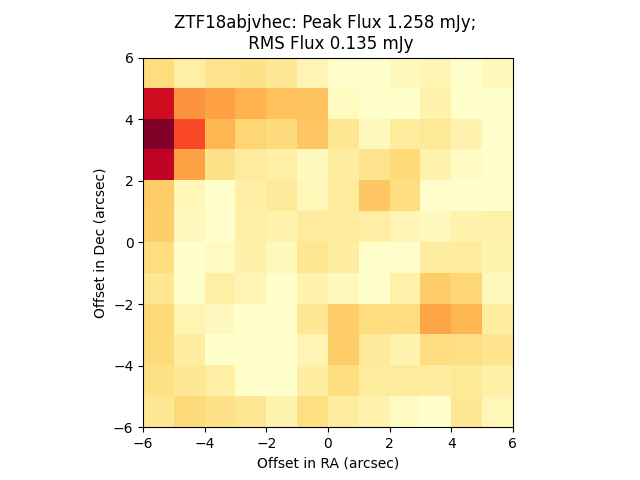 ZTF18abjvhec: Peak Flux 1.258 mJy;
RMS Flux 0.135 mJy
6
4
2
0
−2
−4
−6
Offset in Dec (arcsec)
−6 −4 −2 0 2 4 6
Offset in RA (arcsec)